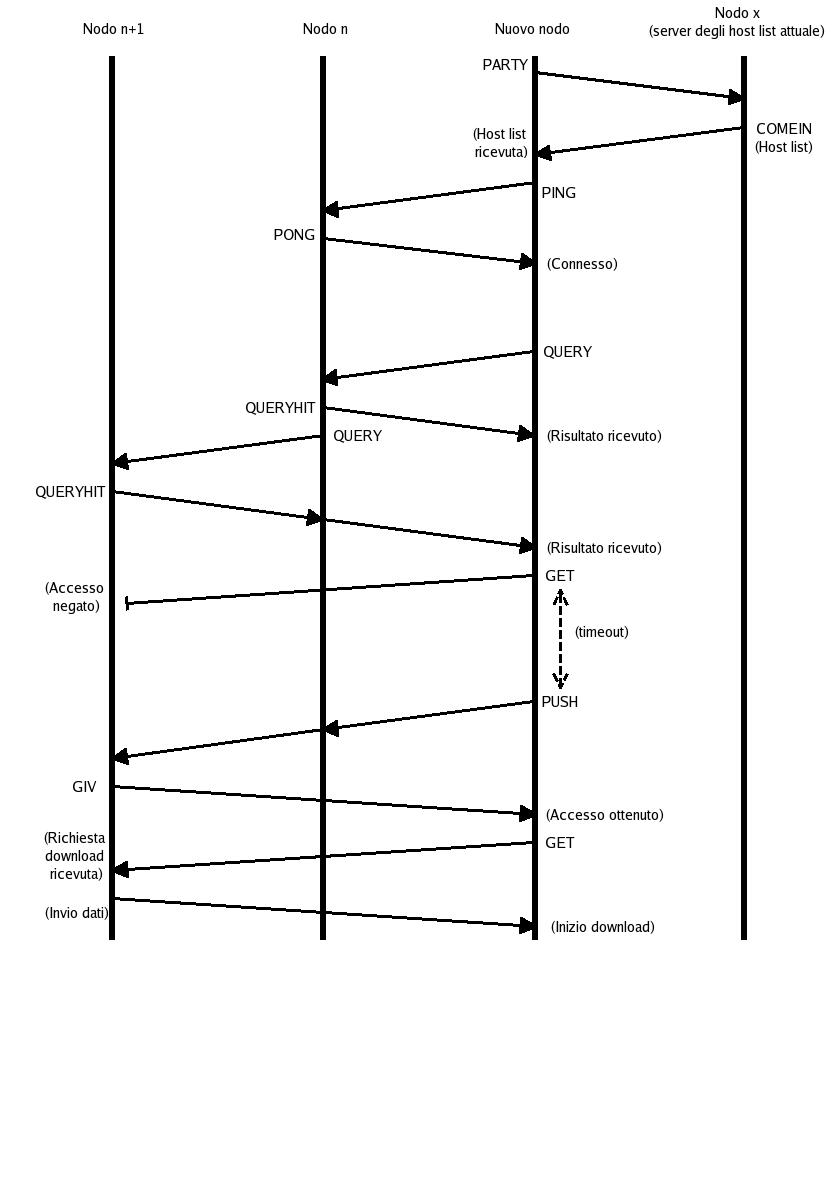 Nodo n+1
Nodo n
Nuovo nodo
Nodo x
(server degli host list attuale)
PARTY
COMEIN
(Host list)
(Host list
ricevuta)
PING
PONG
(Connesso)
QUERY
QUERYHIT
(Risultato ricevuto)
QUERY
QUERYHIT
(Risultato ricevuto)
GET
(Accesso
negato)
(timeout)
PUSH
GIV
(Accesso ottenuto)
(Richiesta
download
ricevuta)
GET
(Invio dati)
(Inizio download)